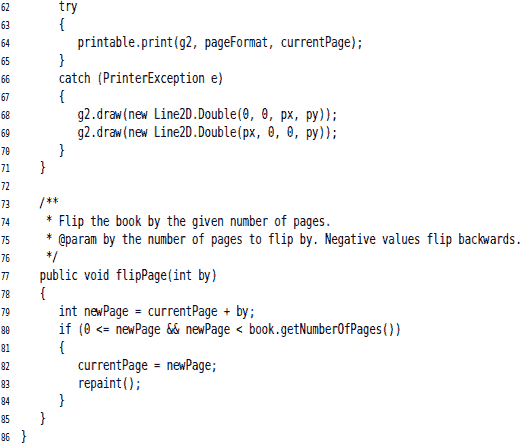 62        try
63        {
64           printable.print(g2, pageFormat, currentPage);
65        }
66        catch (PrinterException e)
67        {
68           g2.draw(new Line2D.Double(0, 0, px, py));
69           g2.draw(new Line2D.Double(px, 0, 0, py));
70        }
71     }
72
73     /**
74      * Flip the book by the given number of pages.
75      * @param by the number of pages to flip by. Negative values flip backwards.
76      */
77     public void flipPage(int by)
78     {
79        int newPage = currentPage + by;
80        if (0 <= newPage && newPage < book.getNumberOfPages())
81        {
82           currentPage = newPage;
83           repaint();
84        }
85     }
86  }